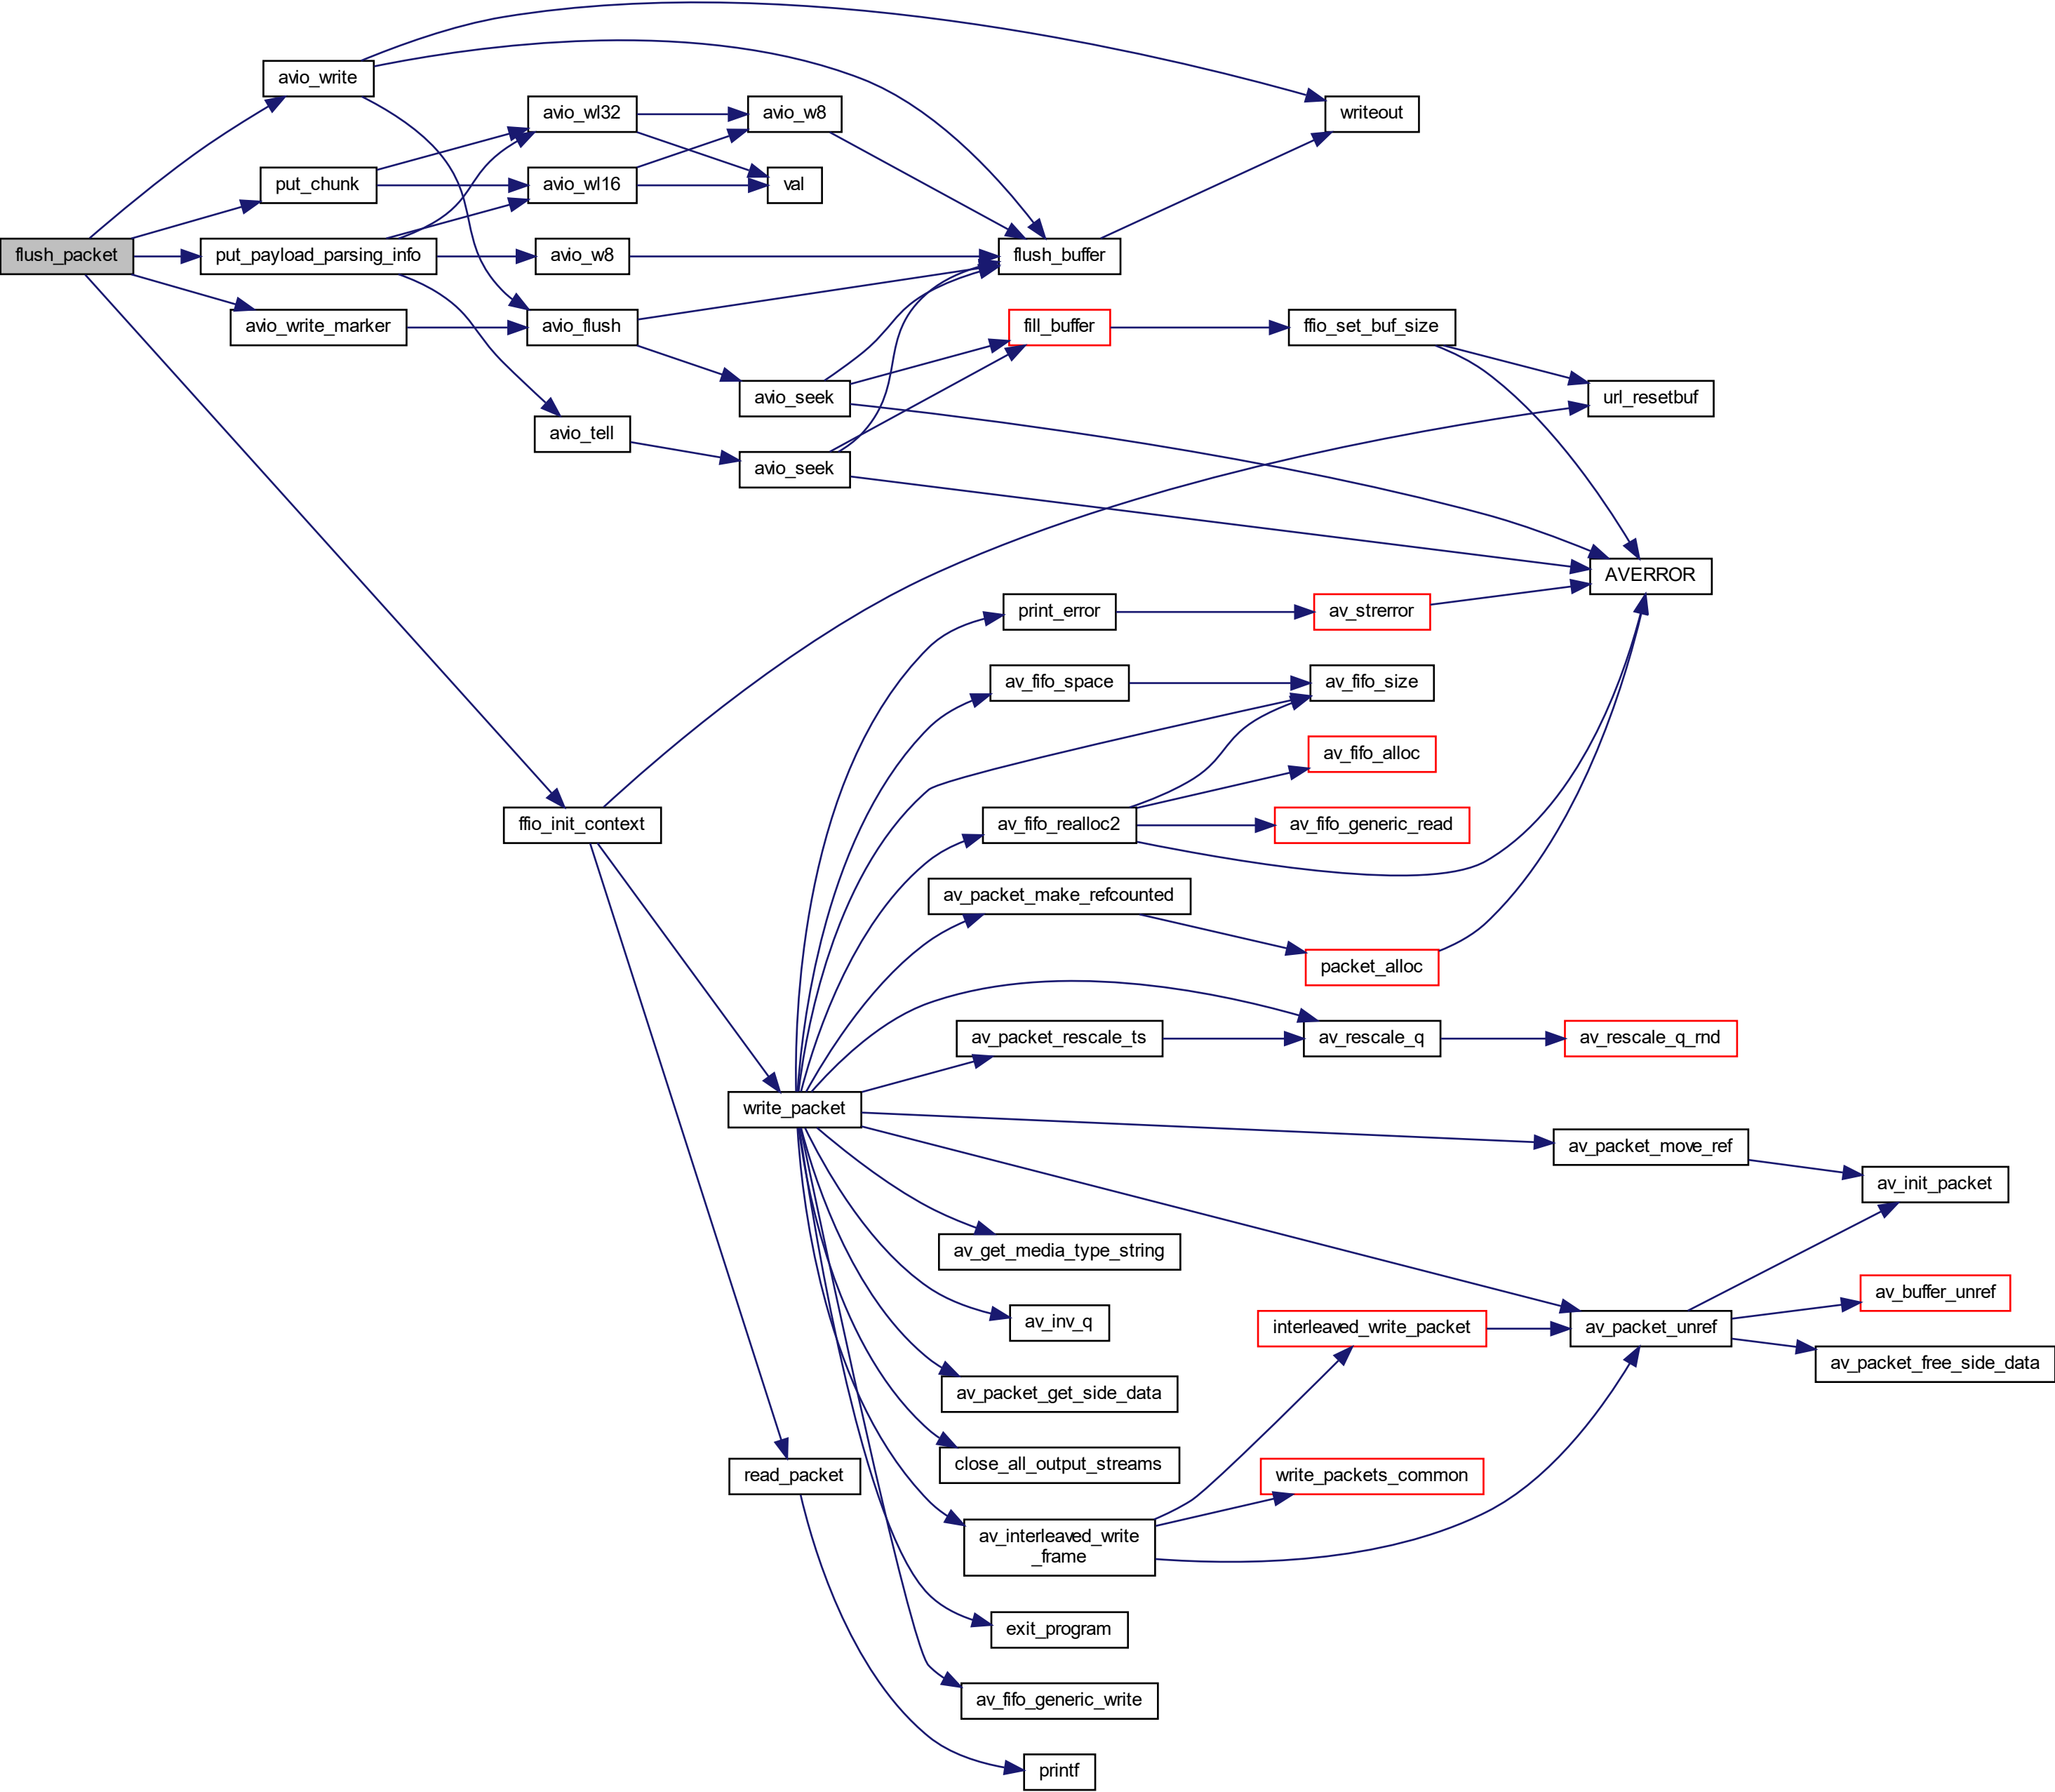 avio_write
avio_wl32
avio_w8
writeout
put_chunk
avio_wl16
val
flush_packet
put_payload_parsing_info
avio_w8
flush_buffer
avio_write_marker
avio_flush
fill_buffer
ffio_set_buf_size
avio_seek
url_resetbuf
avio_tell
avio_seek
AVERROR
print_error
av_strerror
av_fifo_space
av_fifo_size
av_fifo_alloc
ffio_init_context
av_fifo_realloc2
av_fifo_generic_read
av_packet_make_refcounted
packet_alloc
av_packet_rescale_ts
av_rescale_q
av_rescale_q_rnd
write_packet
av_packet_move_ref
av_init_packet
av_get_media_type_string
av_buffer_unref
av_inv_q
interleaved_write_packet
av_packet_unref
av_packet_free_side_data
av_packet_get_side_data
close_all_output_streams
read_packet
write_packets_common
av_interleaved_write
_frame
exit_program
av_fifo_generic_write
printf